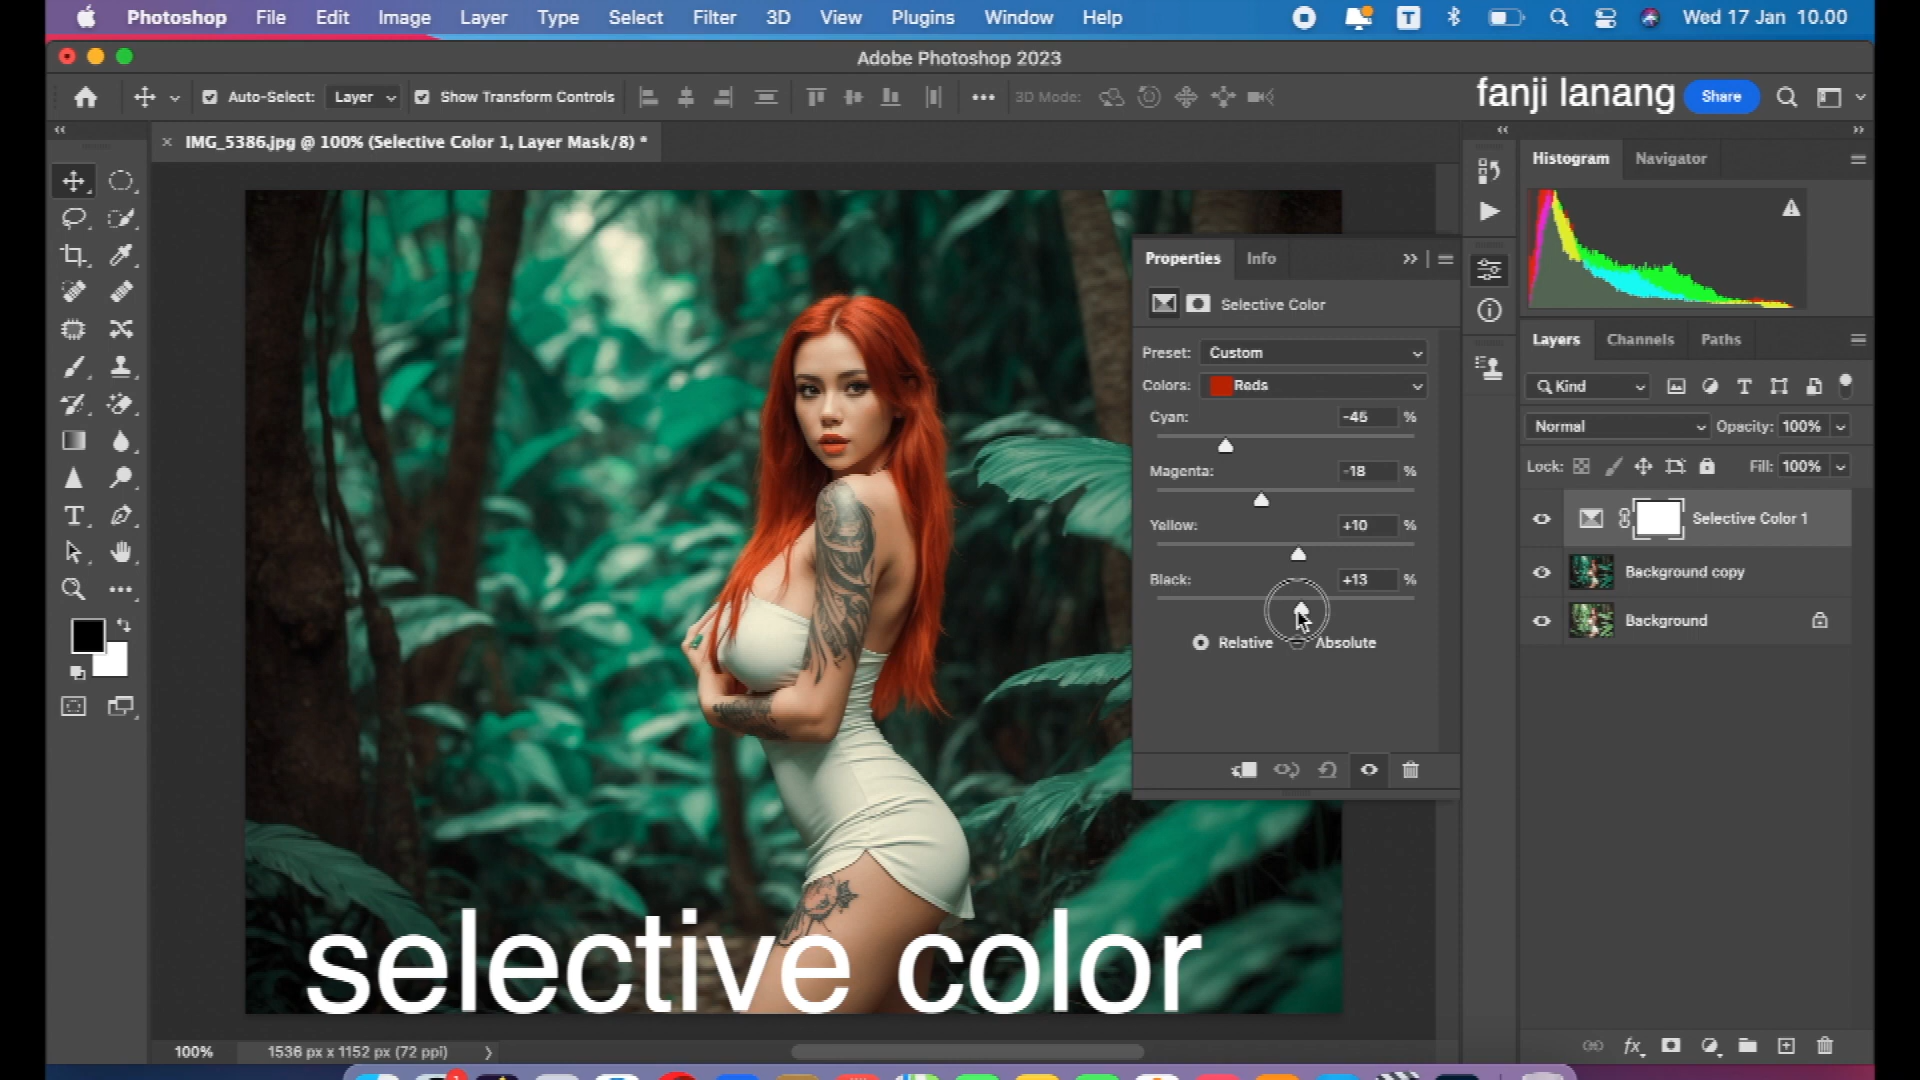 Photoshop File Edit Image Layer Type Select Filter 3D View Plugins Window Help T Wed 17 Jan 10.00
Adobe Photoshop 2023
Auto-Select: Layer Show Transform Controls 3D Mode: fanji lanang Share
IMG_5386.jpg @ 100% (Selective Color 1, Layer Mask/8) *
Histogram Navigator
Properties Info
Selective Color
Preset: Custom
Colors: Reds
Cyan: -45 %
Magenta: -18 %
Yellow: +10 %
Black: +13 %
Relative Absolute
Layers Channels Paths
Kind
Normal Opacity: 100%
Lock: Fill: 100%
Selective Color 1
Background copy
Background
fx
selective color
100% 1536 px x 1152 px (72 ppi)